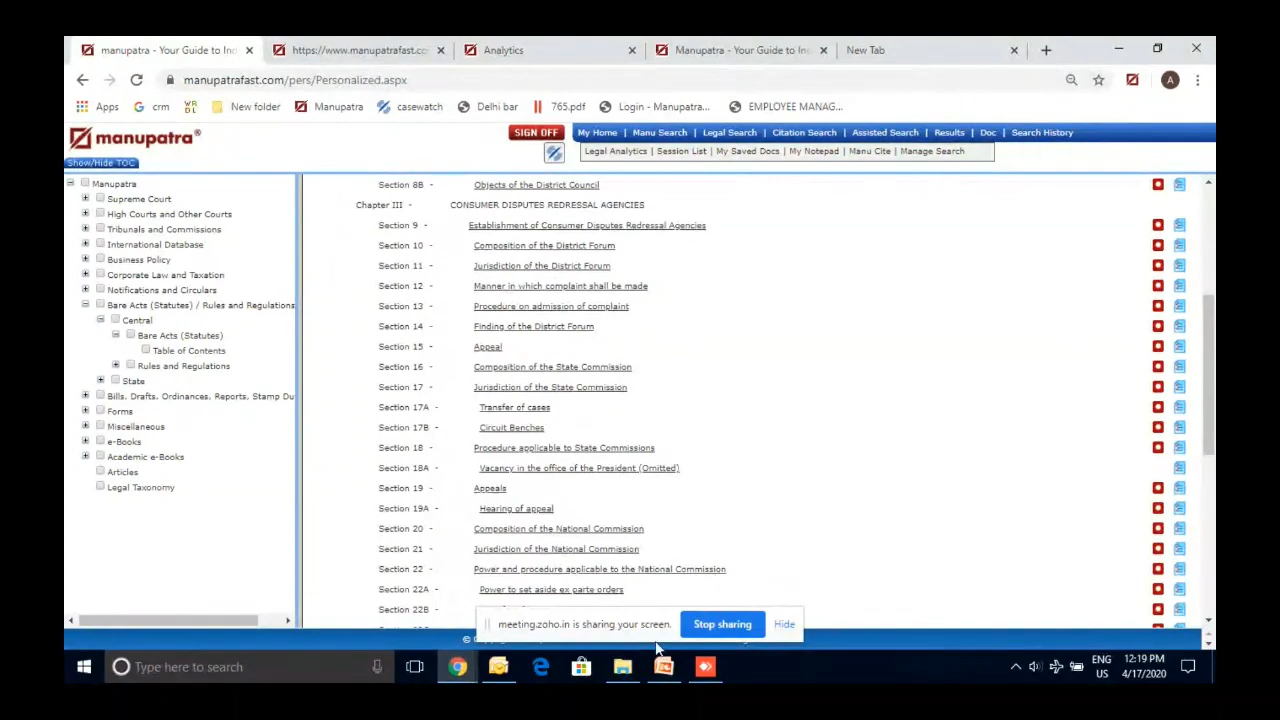 manupatra - Your Guide to Inc
https://www.manupatrafast.co
Analytics
Manupatra - Your Guide to Inc
New Tab
manupatrafast.com/pers/Personalized.aspx
A
Apps
crm
New folder
Manupatra
casewatch
Delhi bar
765.pdf
Login - Manupatra...
EMPLOYEE MANAG...
manupatra®
SIGN OFF
My Home | Manu Search | Legal Search | Citation Search | Assisted Search | Results | Doc | Search History
Legal Analytics | Session List | My Saved Docs | My Notepad | Manu Cite | Manage Search
Show/Hide TOC
Manupatra
Supreme Court
High Courts and Other Courts
Tribunals and Commissions
International Database
Business Policy
Corporate Law and Taxation
Notifications and Circulars
Bare Acts (Statutes) / Rules and Regulations
Central
Bare Acts (Statutes)
Table of Contents
Rules and Regulations
State
Bills, Drafts, Ordinances, Reports, Stamp Du
Forms
Miscellaneous
e-Books
Academic e-Books
Articles
Legal Taxonomy
Section 8B - Objects of the District Council
Chapter III - CONSUMER DISPUTES REDRESSAL AGENCIES
Section 9 - Establishment of Consumer Disputes Redressal Agencies
Section 10 - Composition of the District Forum
Section 11 - Jurisdiction of the District Forum
Section 12 - Manner in which complaint shall be made
Section 13 - Procedure on admission of complaint
Section 14 - Finding of the District Forum
Section 15 - Appeal
Section 16 - Composition of the State Commission
Section 17 - Jurisdiction of the State Commission
Section 17A - Transfer of cases
Section 17B - Circuit Benches
Section 18 - Procedure applicable to State Commissions
Section 18A - Vacancy in the office of the President (Omitted)
Section 19 - Appeals
Section 19A - Hearing of appeal
Section 20 - Composition of the National Commission
Section 21 - Jurisdiction of the National Commission
Section 22 - Power and procedure applicable to the National Commission
Section 22A - Power to set aside ex parte orders
Section 22B -
meeting.zoho.in is sharing your screen.
Stop sharing
Hide
Type here to search
ENG
US
12:19 PM
4/17/2020